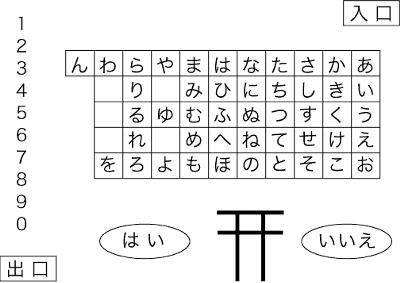 入口
1
2
3
4
5
6
7
8
9
0
あいうえお
かきくけこ
さしすせそ
たちつてと
なにぬねの
はひふへほ
まみむめも
やゆよ
らりるれろ
わを
ん
はい
いいえ
出口